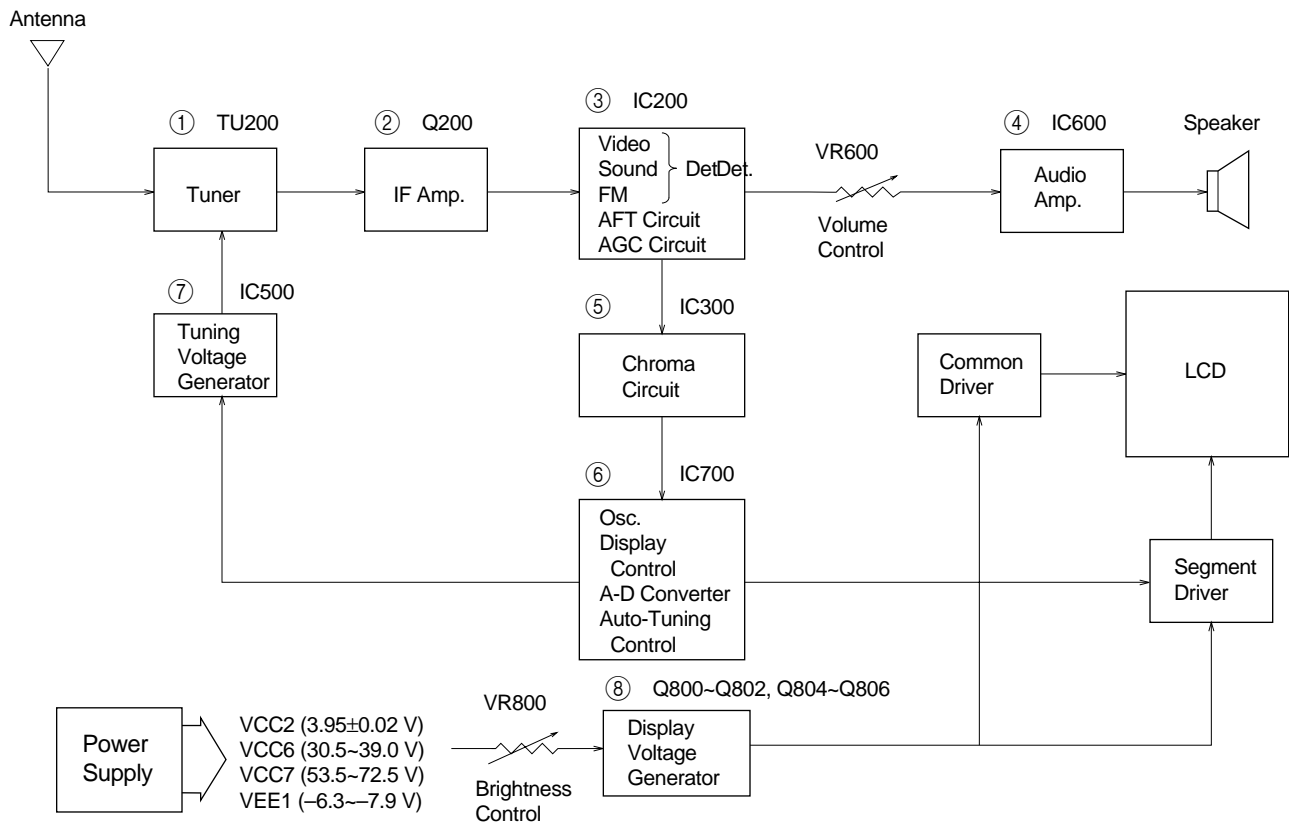 Antenna
① TU200
② Q200
③ IC200
④ IC600
Speaker
Tuner
IF Amp.
Video
Sound
FM
DetDet.
AFT Circuit
AGC Circuit
VR600
Volume
Control
Audio
Amp.
⑦ IC500
Tuning
Voltage
Generator
⑤ IC300
Chroma
Circuit
Common
Driver
LCD
⑥ IC700
Osc.
Display
Control
A-D Converter
Auto-Tuning
Control
Segment
Driver
Power
Supply
VCC2 (3.95±0.02 V)
VCC6 (30.5~39.0 V)
VCC7 (53.5~72.5 V)
VEE1 (–6.3~–7.9 V)
VR800
Brightness
Control
⑧ Q800~Q802, Q804~Q806
Display
Voltage
Generator